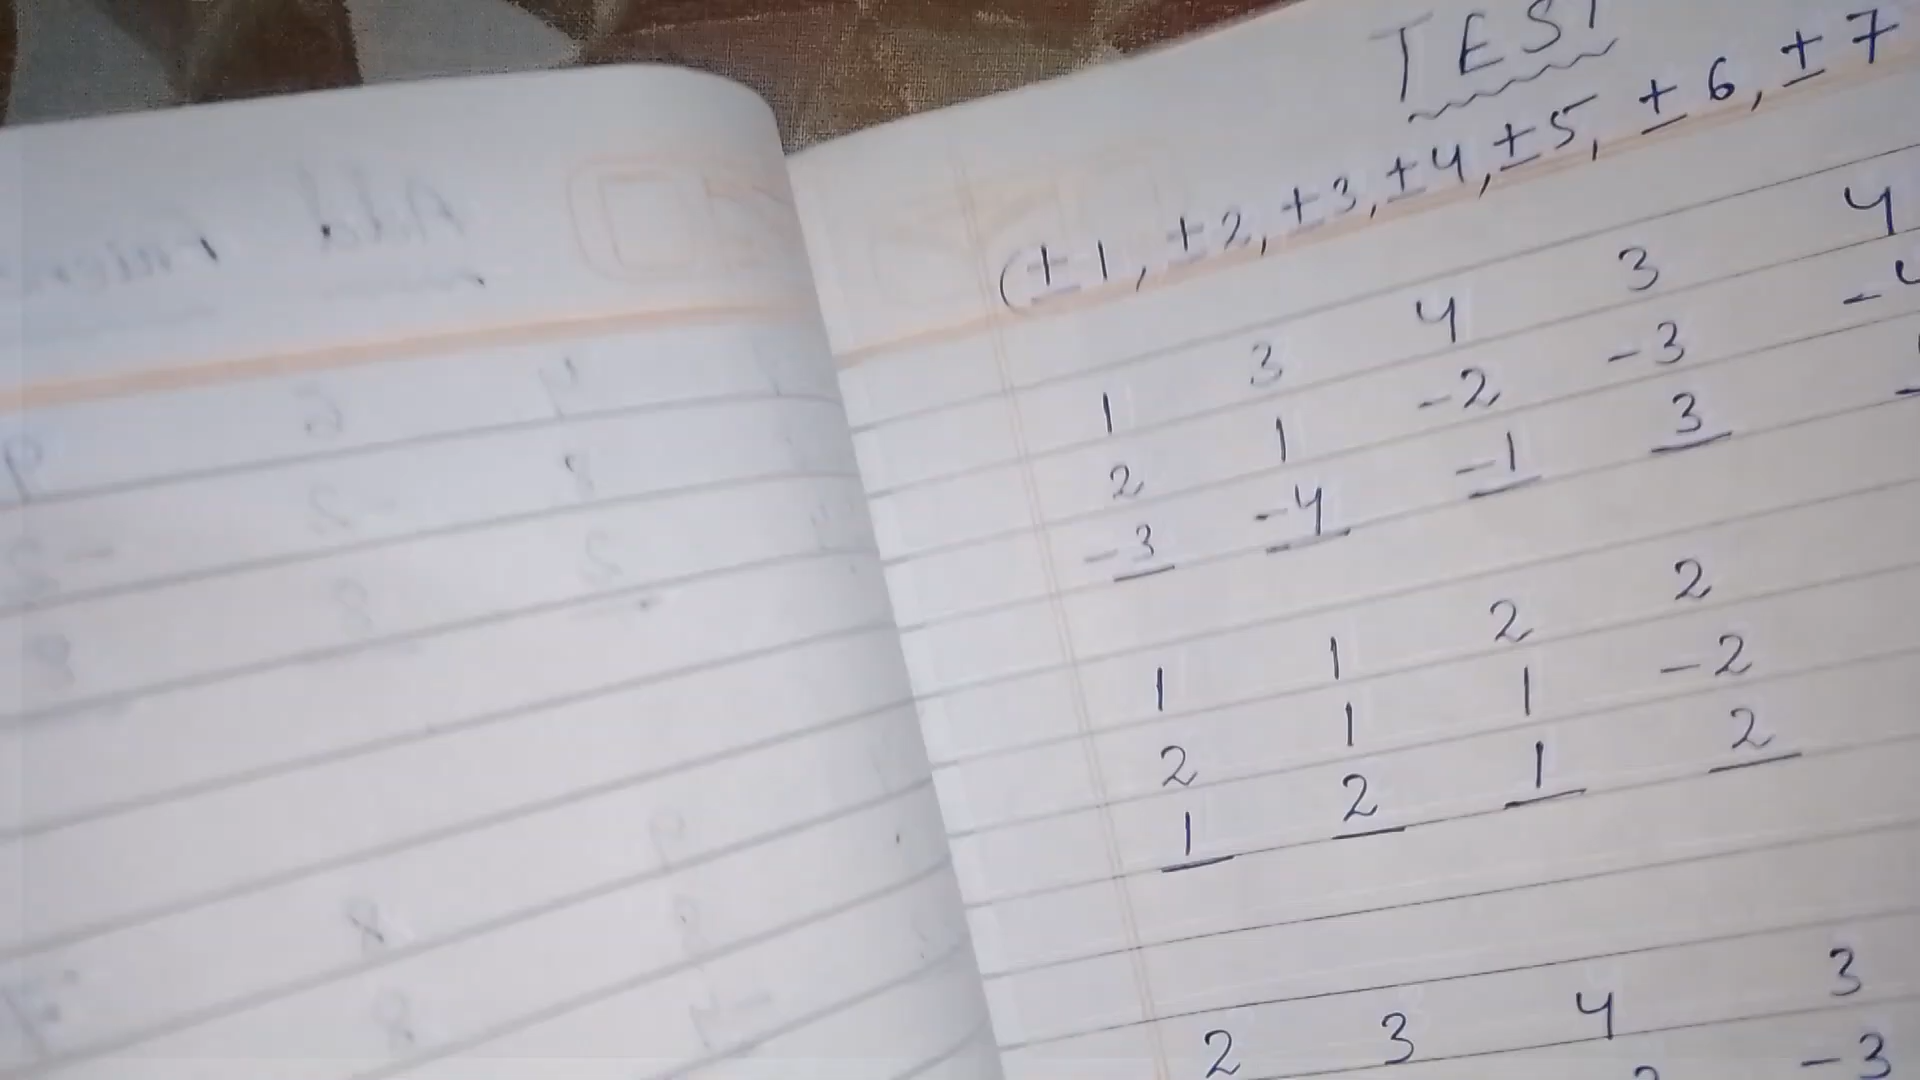 TEST
(±1, ±2, ±3, ±4, ±5, ±6, ±7
1 3 4 3 4
2 1 -2 -3 -4
-3 -4 -1 3
1 1 2 2
2 1 1 -2
1 2 1 2
2 3 4 3
-3